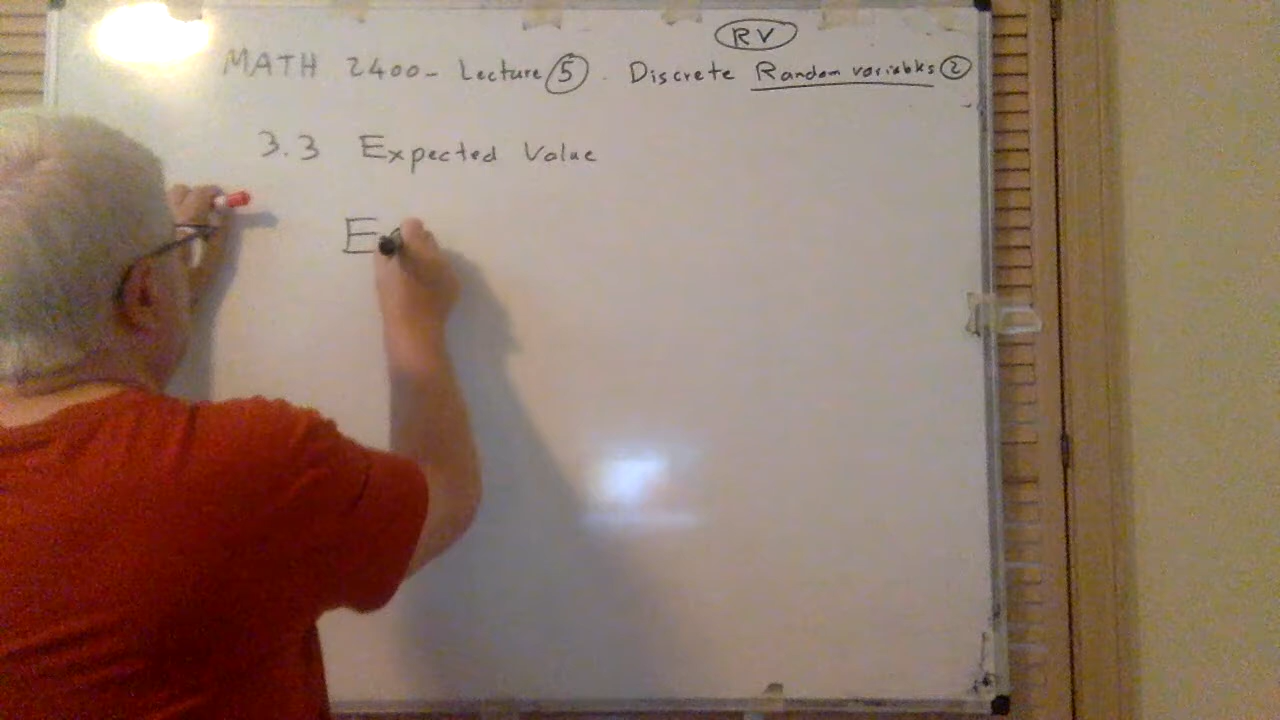 RV
MATH 2400- Lecture 5. Discrete Random variables 2
3.3 Expected Value
E